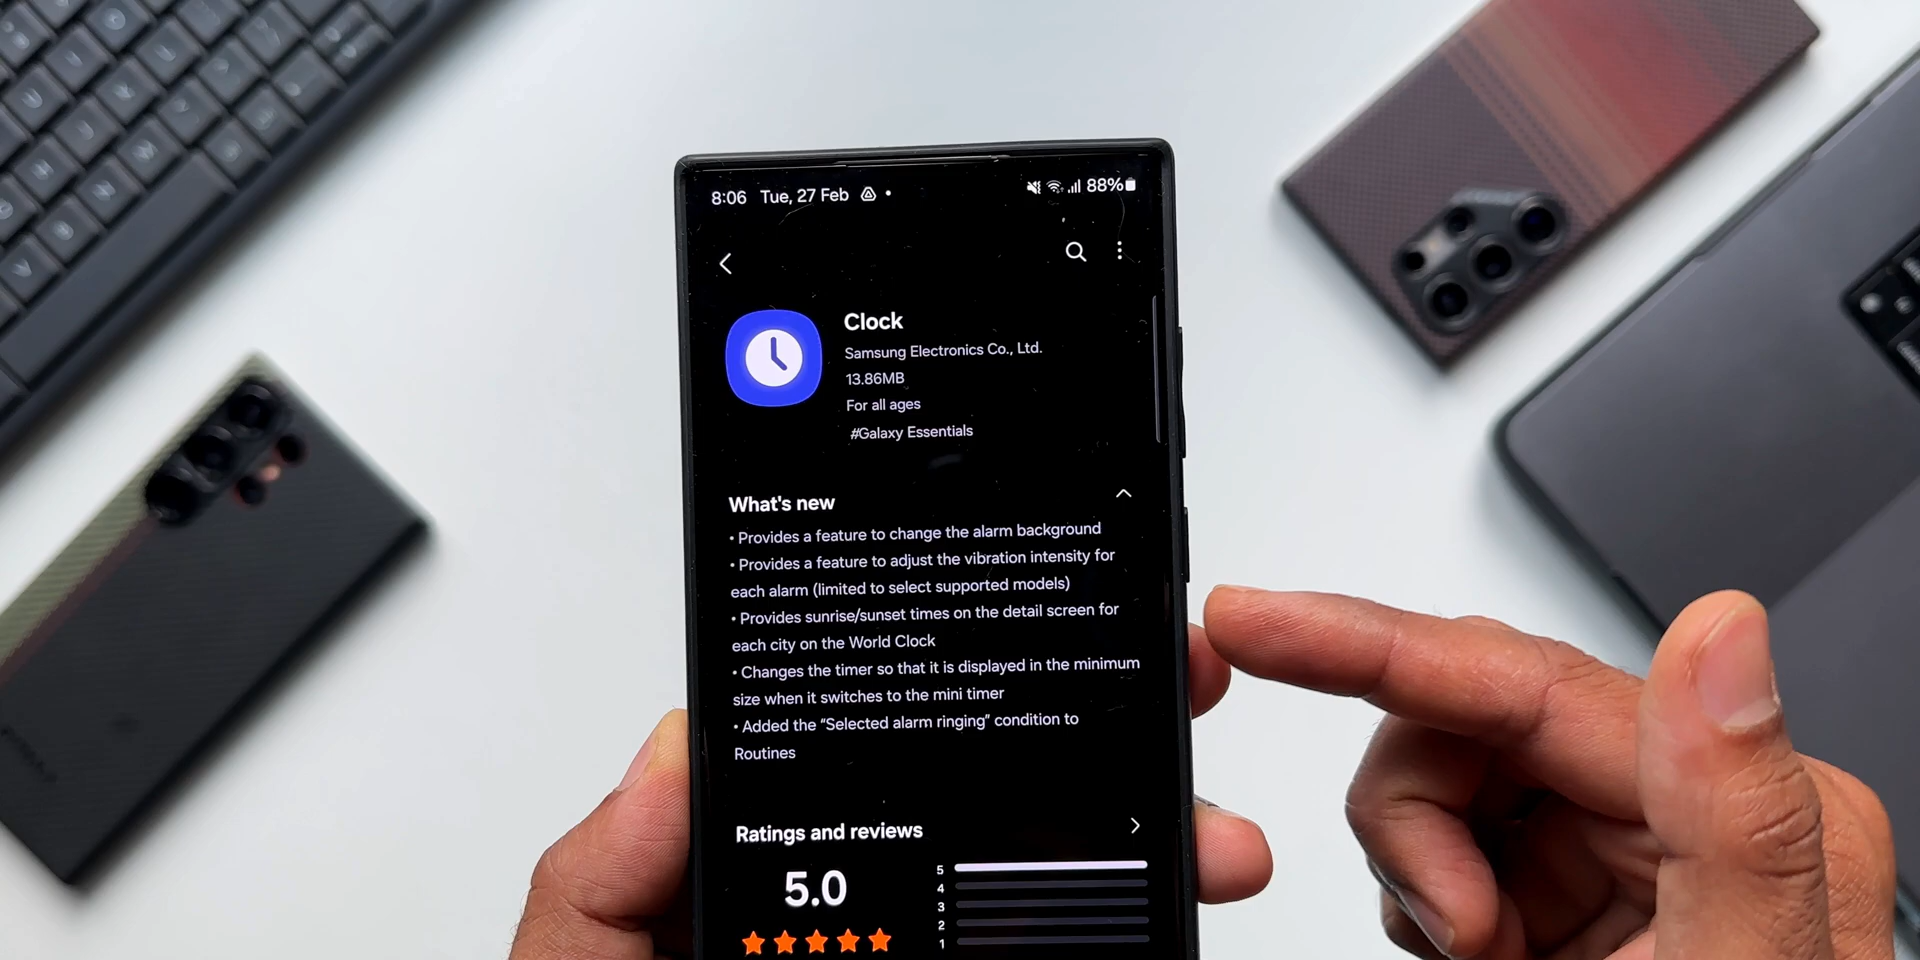 8:06 Tue, 27 Feb
88%
Clock
Samsung Electronics Co., Ltd.
13.86MB
For all ages
#Galaxy Essentials
What's new
• Provides a feature to change the alarm background
• Provides a feature to adjust the vibration intensity for
each alarm (limited to select supported models)
• Provides sunrise/sunset times on the detail screen for
each city on the World Clock
• Changes the timer so that it is displayed in the minimum
size when it switches to the mini timer
• Added the “Selected alarm ringing” condition to
Routines
Ratings and reviews
5.0
5
4
3
2
1